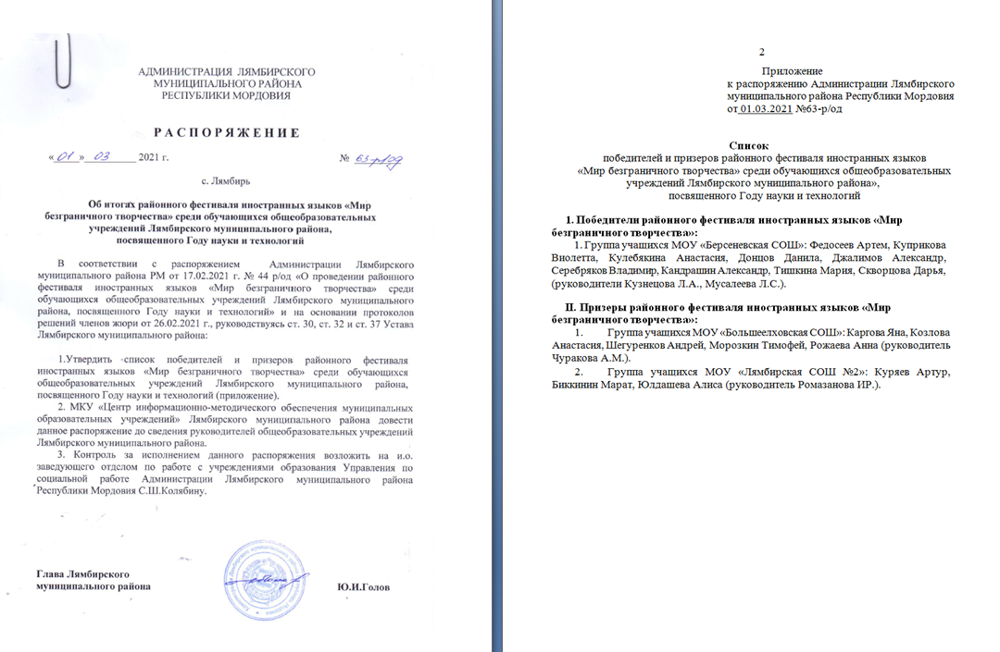 АДМИНИСТРАЦИЯ ЛЯМБИРСКОГО
МУНИЦИПАЛЬНОГО РАЙОНА
РЕСПУБЛИКИ МОРДОВИЯ
Р А С П О Р Я Ж Е Н И Е
«01» 03 2021 г. № 63-р/од
с. Лямбирь
Об итогах районного фестиваля иностранных языков «Мир
безграничного творчества» среди обучающихся общеобразовательных
учреждений Лямбирского муниципального района,
посвященного Году науки и технологий
В соответствии с распоряжением Администрации Лямбирского
муниципального района РМ от 17.02.2021 г. № 44 р/од «О проведении районного
фестиваля иностранных языков «Мир безграничного творчества» среди
обучающихся общеобразовательных учреждений Лямбирского муниципального
района, посвященного Году науки и технологий» и на основании протоколов
решений членов жюри от 26.02.2021 г., руководствуясь ст. 30, ст. 32 и ст. 37 Устава
Лямбирского муниципального района:
1.Утвердить список победителей и призеров районного фестиваля
иностранных языков «Мир безграничного творчества» среди обучающихся
общеобразовательных учреждений Лямбирского муниципального района,
посвященного Году науки и технологий (приложение).
2. МКУ «Центр информационно-методического обеспечения муниципальных
образовательных учреждений» Лямбирского муниципального района довести
данное распоряжение до сведения руководителей общеобразовательных учреждений
Лямбирского муниципального района.
3. Контроль за исполнением данного распоряжения возложить на и.о.
заведующего отделом по работе с учреждениями образования Управления по
социальной работе Администрации Лямбирского муниципального района
Республики Мордовия С.Ш.Колябину.
Глава Лямбирского
муниципального района Ю.И.Голов
2
Приложение
к распоряжению Администрации Лямбирского
муниципального района Республики Мордовия
от 01.03.2021 №63-р/од
Список
победителей и призеров районного фестиваля иностранных языков
«Мир безграничного творчества» среди обучающихся общеобразовательных
учреждений Лямбирского муниципального района»,
посвященного Году науки и технологий
I. Победители районного фестиваля иностранных языков «Мир
безграничного творчества»:
1. Группа учащихся МОУ «Берсеневская СОШ»: Федосеев Артем, Куприкова
Виолетта, Кулебякина Анастасия, Донцов Данила, Джалимов Александр,
Серебряков Владимир, Кандрашин Александр, Тишкина Мария, Скворцова Дарья,
(руководители Кузнецова Л.А., Мусалеева Л.С.).
II. Призеры районного фестиваля иностранных языков «Мир
безграничного творчества»:
1. Группа учащихся МОУ «Большеелховская СОШ»: Каргова Яна, Козлова
Анастасия, Шегуренков Андрей, Морозкин Тимофей, Рожаева Анна (руководитель
Чуракова А.М.).
2. Группа учащихся МОУ «Лямбирская СОШ №2»: Куряев Артур,
Биккинин Марат, Юлдашева Алиса (руководитель Ромазанова ИР.).